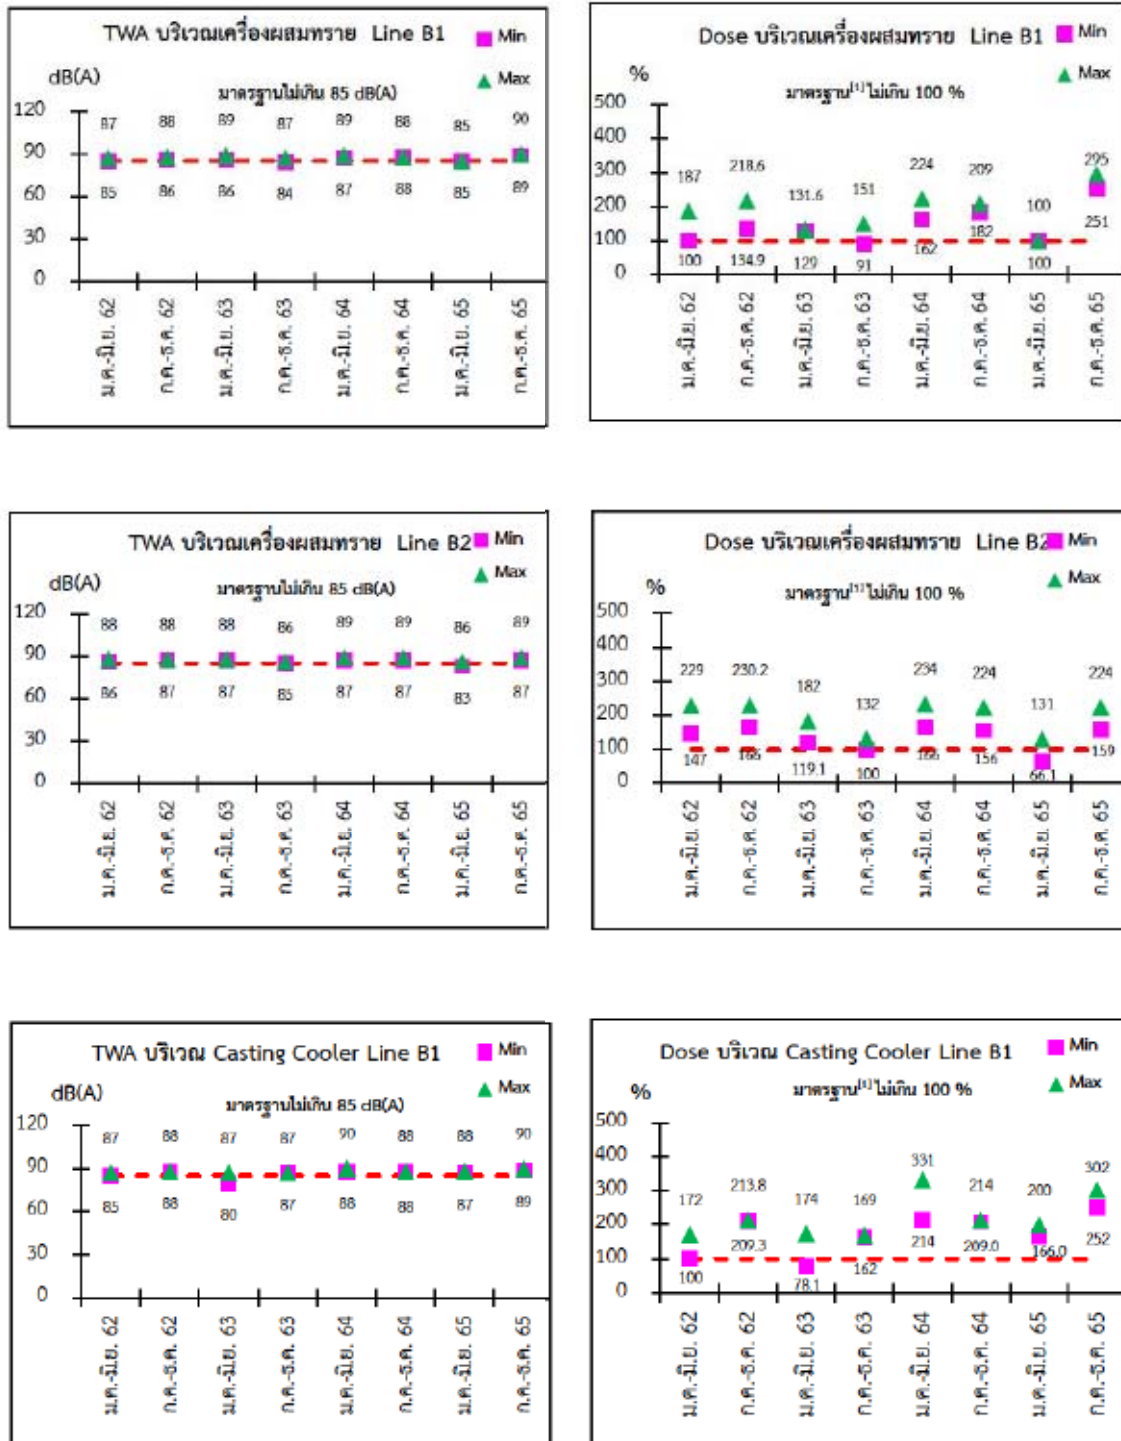 TWA บริเวณเครื่องผสมทราย Line B1
Min
Max
dB(A)
มาตรฐานไม่เกิน 85 dB(A)
120
90
60
30
0
87 88 89 87 89 88 85 90
85 86 86 84 87 88 85 89
ม.ค.-มิ.ย. 62
ก.ค.-ธ.ค. 62
ม.ค.-มิ.ย. 63
ก.ค.-ธ.ค. 63
ม.ค.-มิ.ย. 64
ก.ค.-ธ.ค. 64
ม.ค.-มิ.ย. 65
ก.ค.-ธ.ค. 65
Dose บริเวณเครื่องผสมทราย Line B1
Min
Max
%
มาตรฐาน[1] ไม่เกิน 100 %
500
400
300
200
100
0
187 218.6 131.6 151 224 209 100 295
100 134.9 129 91 162 182 100 251
ม.ค.-มิ.ย. 62
ก.ค.-ธ.ค. 62
ม.ค.-มิ.ย. 63
ก.ค.-ธ.ค. 63
ม.ค.-มิ.ย. 64
ก.ค.-ธ.ค. 64
ม.ค.-มิ.ย. 65
ก.ค.-ธ.ค. 65
TWA บริเวณเครื่องผสมทราย Line B2
Min
Max
dB(A)
มาตรฐานไม่เกิน 85 dB(A)
120
90
60
30
0
88 88 88 86 89 89 86 89
86 87 87 85 87 87 83 87
ม.ค.-มิ.ย. 62
ก.ค.-ธ.ค. 62
ม.ค.-มิ.ย. 63
ก.ค.-ธ.ค. 63
ม.ค.-มิ.ย. 64
ก.ค.-ธ.ค. 64
ม.ค.-มิ.ย. 65
ก.ค.-ธ.ค. 65
Dose บริเวณเครื่องผสมทราย Line B2
Min
Max
%
มาตรฐาน[1] ไม่เกิน 100 %
500
400
300
200
100
0
229 230.2 182 132 234 224 131 224
147 166 119.1 100 166 156 66.1 159
ม.ค.-มิ.ย. 62
ก.ค.-ธ.ค. 62
ม.ค.-มิ.ย. 63
ก.ค.-ธ.ค. 63
ม.ค.-มิ.ย. 64
ก.ค.-ธ.ค. 64
ม.ค.-มิ.ย. 65
ก.ค.-ธ.ค. 65
TWA บริเวณ Casting Cooler Line B1
Min
Max
dB(A)
มาตรฐานไม่เกิน 85 dB(A)
120
90
60
30
0
87 88 87 87 90 88 88 90
85 88 80 87 88 88 87 89
ม.ค.-มิ.ย. 62
ก.ค.-ธ.ค. 62
ม.ค.-มิ.ย. 63
ก.ค.-ธ.ค. 63
ม.ค.-มิ.ย. 64
ก.ค.-ธ.ค. 64
ม.ค.-มิ.ย. 65
ก.ค.-ธ.ค. 65
Dose บริเวณ Casting Cooler Line B1
Min
Max
%
มาตรฐาน[1] ไม่เกิน 100 %
500
400
300
200
100
0
172 213.8 174 169 331 214 200 302
100 209.3 78.1 162 214 209.0 166.0 252
ม.ค.-มิ.ย. 62
ก.ค.-ธ.ค. 62
ม.ค.-มิ.ย. 63
ก.ค.-ธ.ค. 63
ม.ค.-มิ.ย. 64
ก.ค.-ธ.ค. 64
ม.ค.-มิ.ย. 65
ก.ค.-ธ.ค. 65